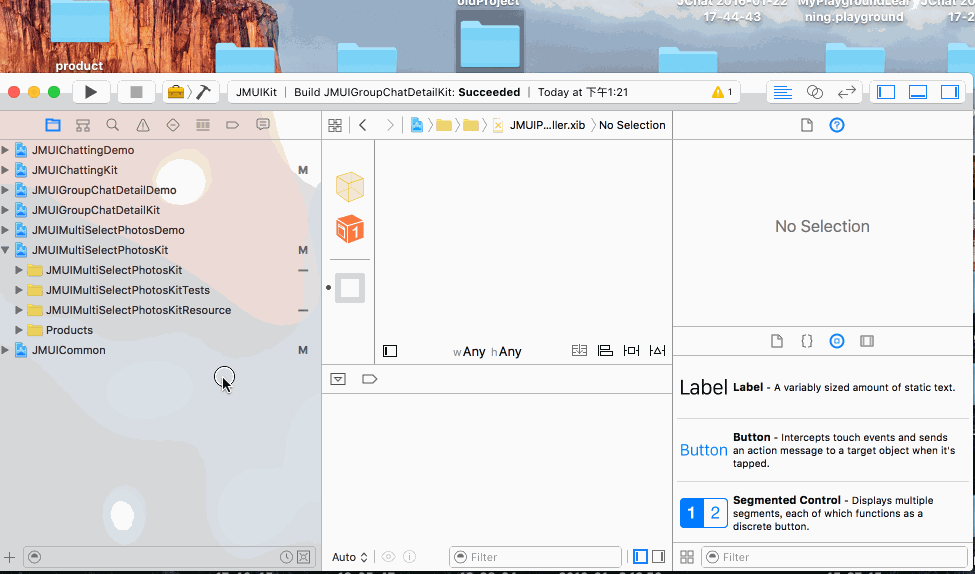 oldProject
JChat 2016-01-22
17-44-43
MyPlaygroundLear
ning.playground
JChat 20
17-2
product
JMUIKit | Build JMUIGroupChatDetailKit: Succeeded | Today at 下午1:21
1
JMUIP...ller.xib
No Selection
JMUIChattingDemo
JMUIChattingKit M
JMUIGroupChatDetailDemo
JMUIGroupChatDetailKit
JMUIMultiSelectPhotosDemo
JMUIMultiSelectPhotosKit M
JMUIMultiSelectPhotosKit
JMUIMultiSelectPhotosKitTests
JMUIMultiSelectPhotosKitResource
Products
JMUICommon M
wAny hAny
No Selection
Label Label - A variably sized amount of static text.
Button Button - Intercepts touch events and sends
an action message to a target object when it's
tapped.
1 2 Segmented Control - Displays multiple
segments, each of which functions as a
discrete button.
Auto
Filter
Filter